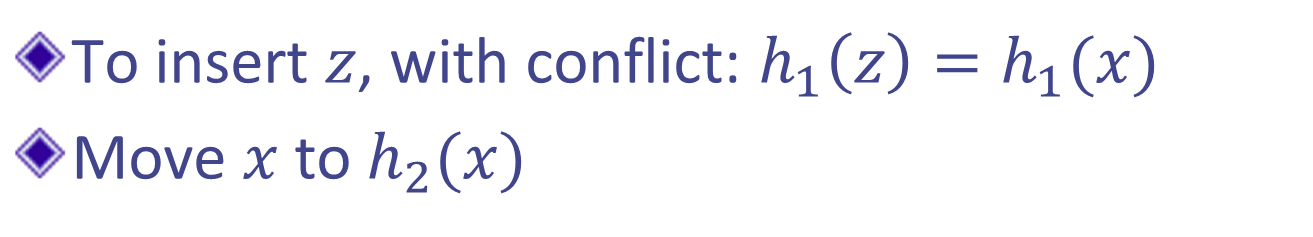 To insert z, with conflict: h₁(z) = h₁(x)
Move x to h₂(x)